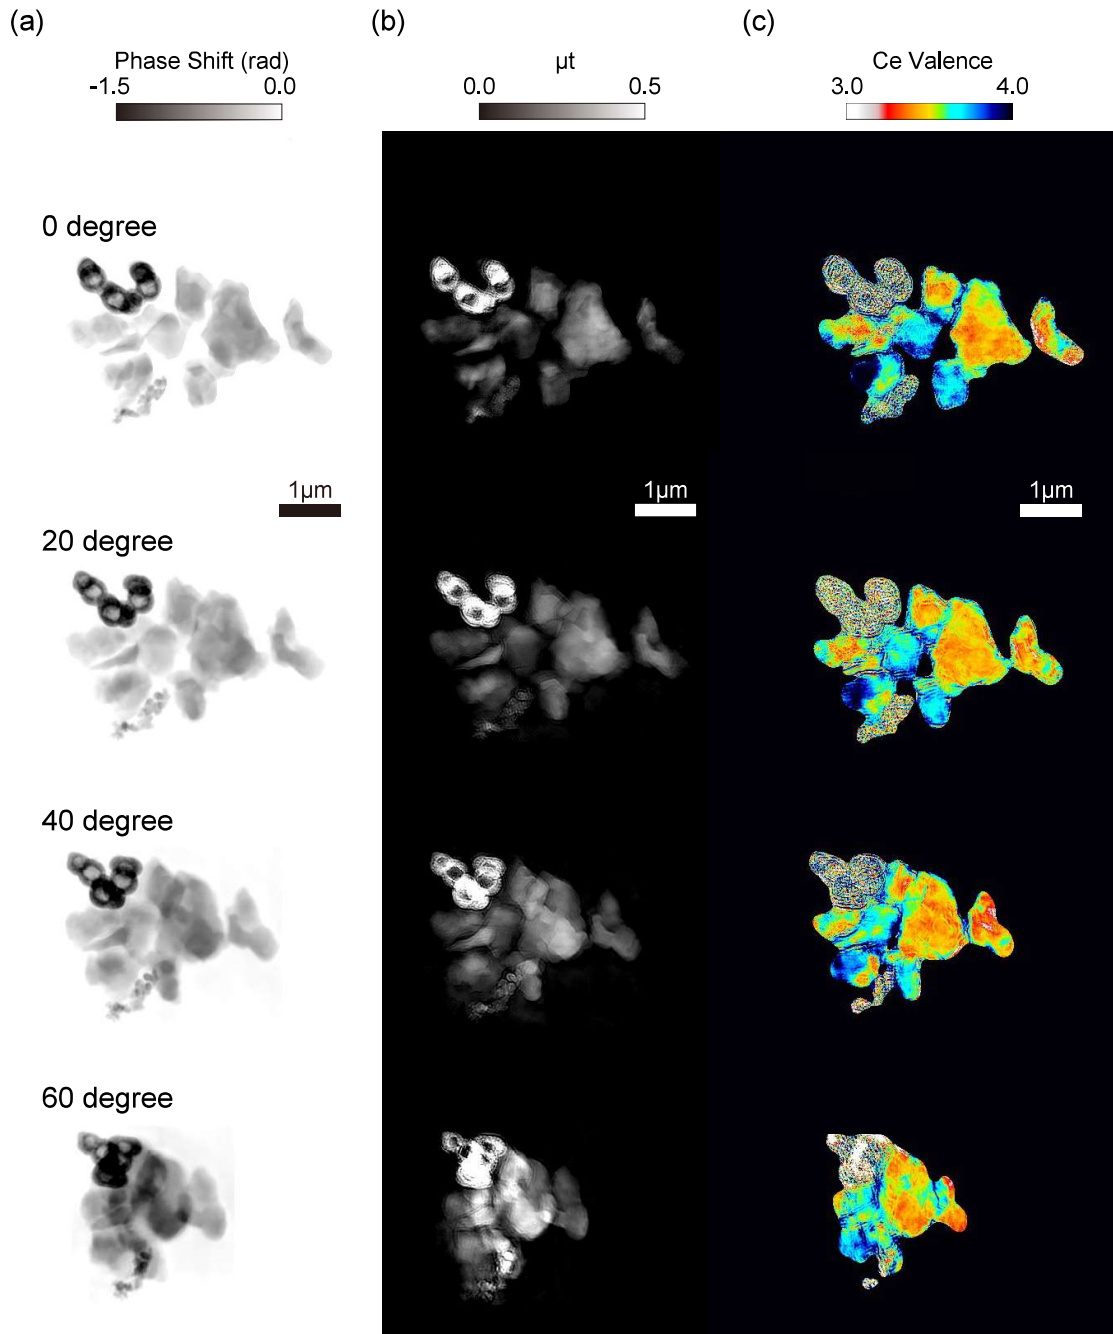 (a) (b) (c)
Phase Shift (rad) µt Ce Valence
-1.5 0.0 0.0 0.5 3.0 4.0
0 degree
1µm 1µm 1µm
20 degree
40 degree
60 degree